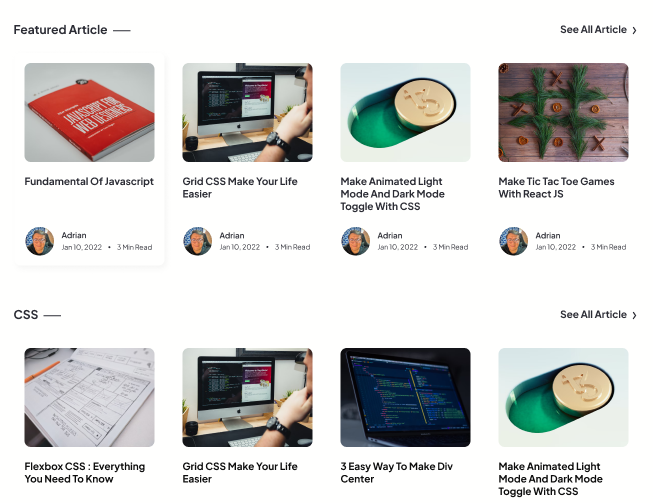 Featured Article
See All Article
JAVASCRIPT FOR
WEB DESIGNERS
Fundamental Of Javascript
Grid CSS Make Your Life
Easier
Make Animated Light
Mode And Dark Mode
Toggle With CSS
Make Tic Tac Toe Games
With React JS
Adrian
Jan 10, 2022 • 3 Min Read
Adrian
Jan 10, 2022 • 3 Min Read
Adrian
Jan 10, 2022 • 3 Min Read
Adrian
Jan 10, 2022 • 3 Min Read
CSS
See All Article
Flexbox CSS : Everything
You Need To Know
Grid CSS Make Your Life
Easier
3 Easy Way To Make Div
Center
Make Animated Light
Mode And Dark Mode
Toggle With CSS